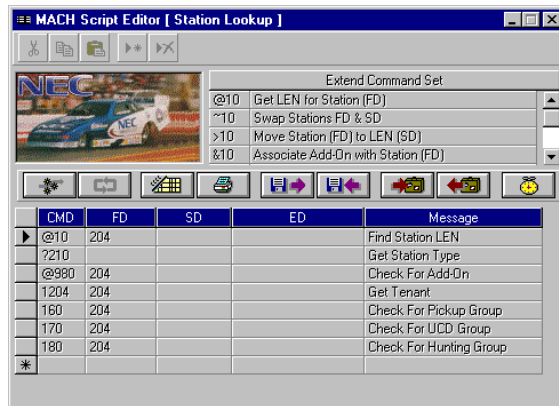 MACH Script Editor [ Station Lookup ]
NEC
NEC
Extend Command Set
@10 Get LEN for Station (FD)
~10 Swap Stations FD & SD
>10 Move Station (FD) to LEN (SD)
&10 Associate Add-On with Station (FD)
CMD FD SD ED Message
@10 204 Find Station LEN
?210 Get Station Type
@980 204 Check For Add-On
1204 204 Get Tenant
160 204 Check For Pickup Group
170 204 Check For UCD Group
180 204 Check For Hunting Group